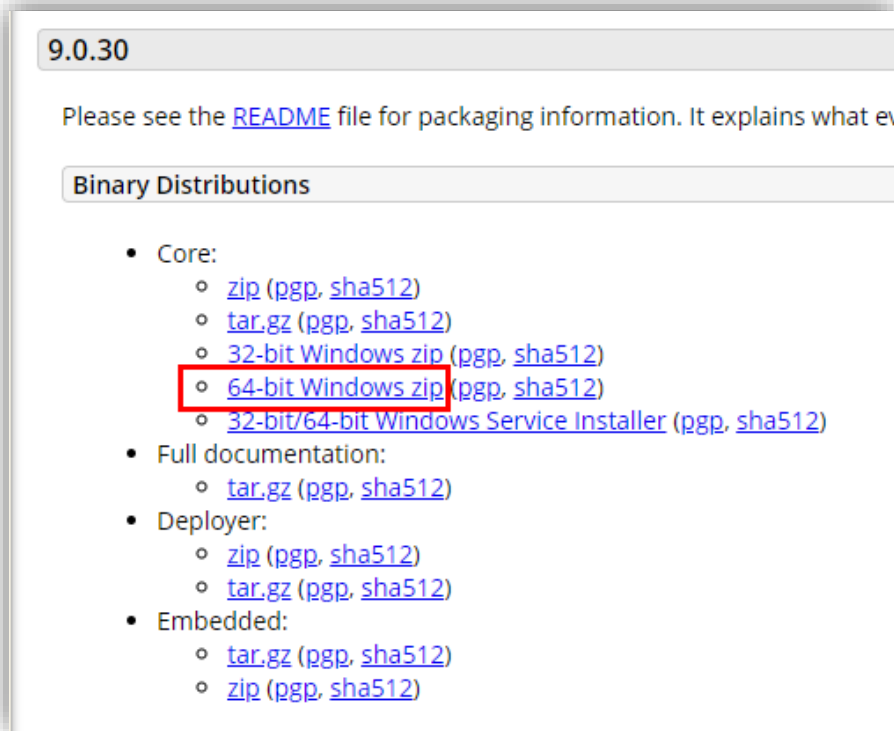 9.0.30
Please see the README file for packaging information. It explains what ev
Binary Distributions
Core:
zip (pgp, sha512)
tar.gz (pgp, sha512)
32-bit Windows zip (pgp, sha512)
64-bit Windows zip (pgp, sha512)
32-bit/64-bit Windows Service Installer (pgp, sha512)
Full documentation:
tar.gz (pgp, sha512)
Deployer:
zip (pgp, sha512)
tar.gz (pgp, sha512)
Embedded:
tar.gz (pgp, sha512)
zip (pgp, sha512)